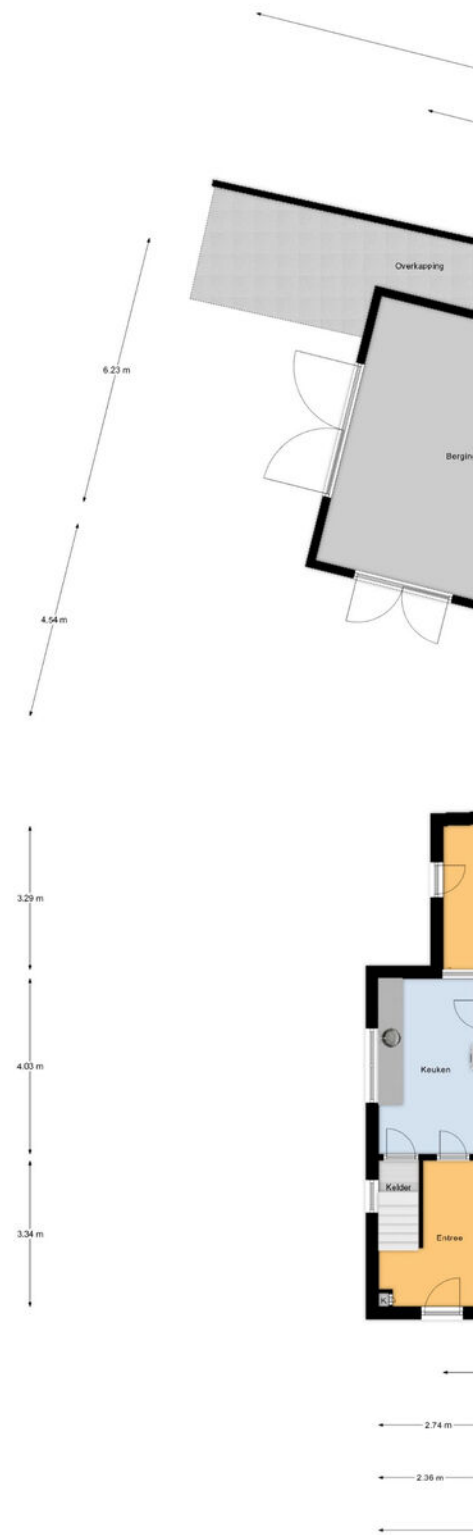 Overkapping
6.23 m
Berging
4.54 m
3.29 m
4.03 m
Keuken
Kelder
3.34 m
Entree
2.74 m
2.36 m